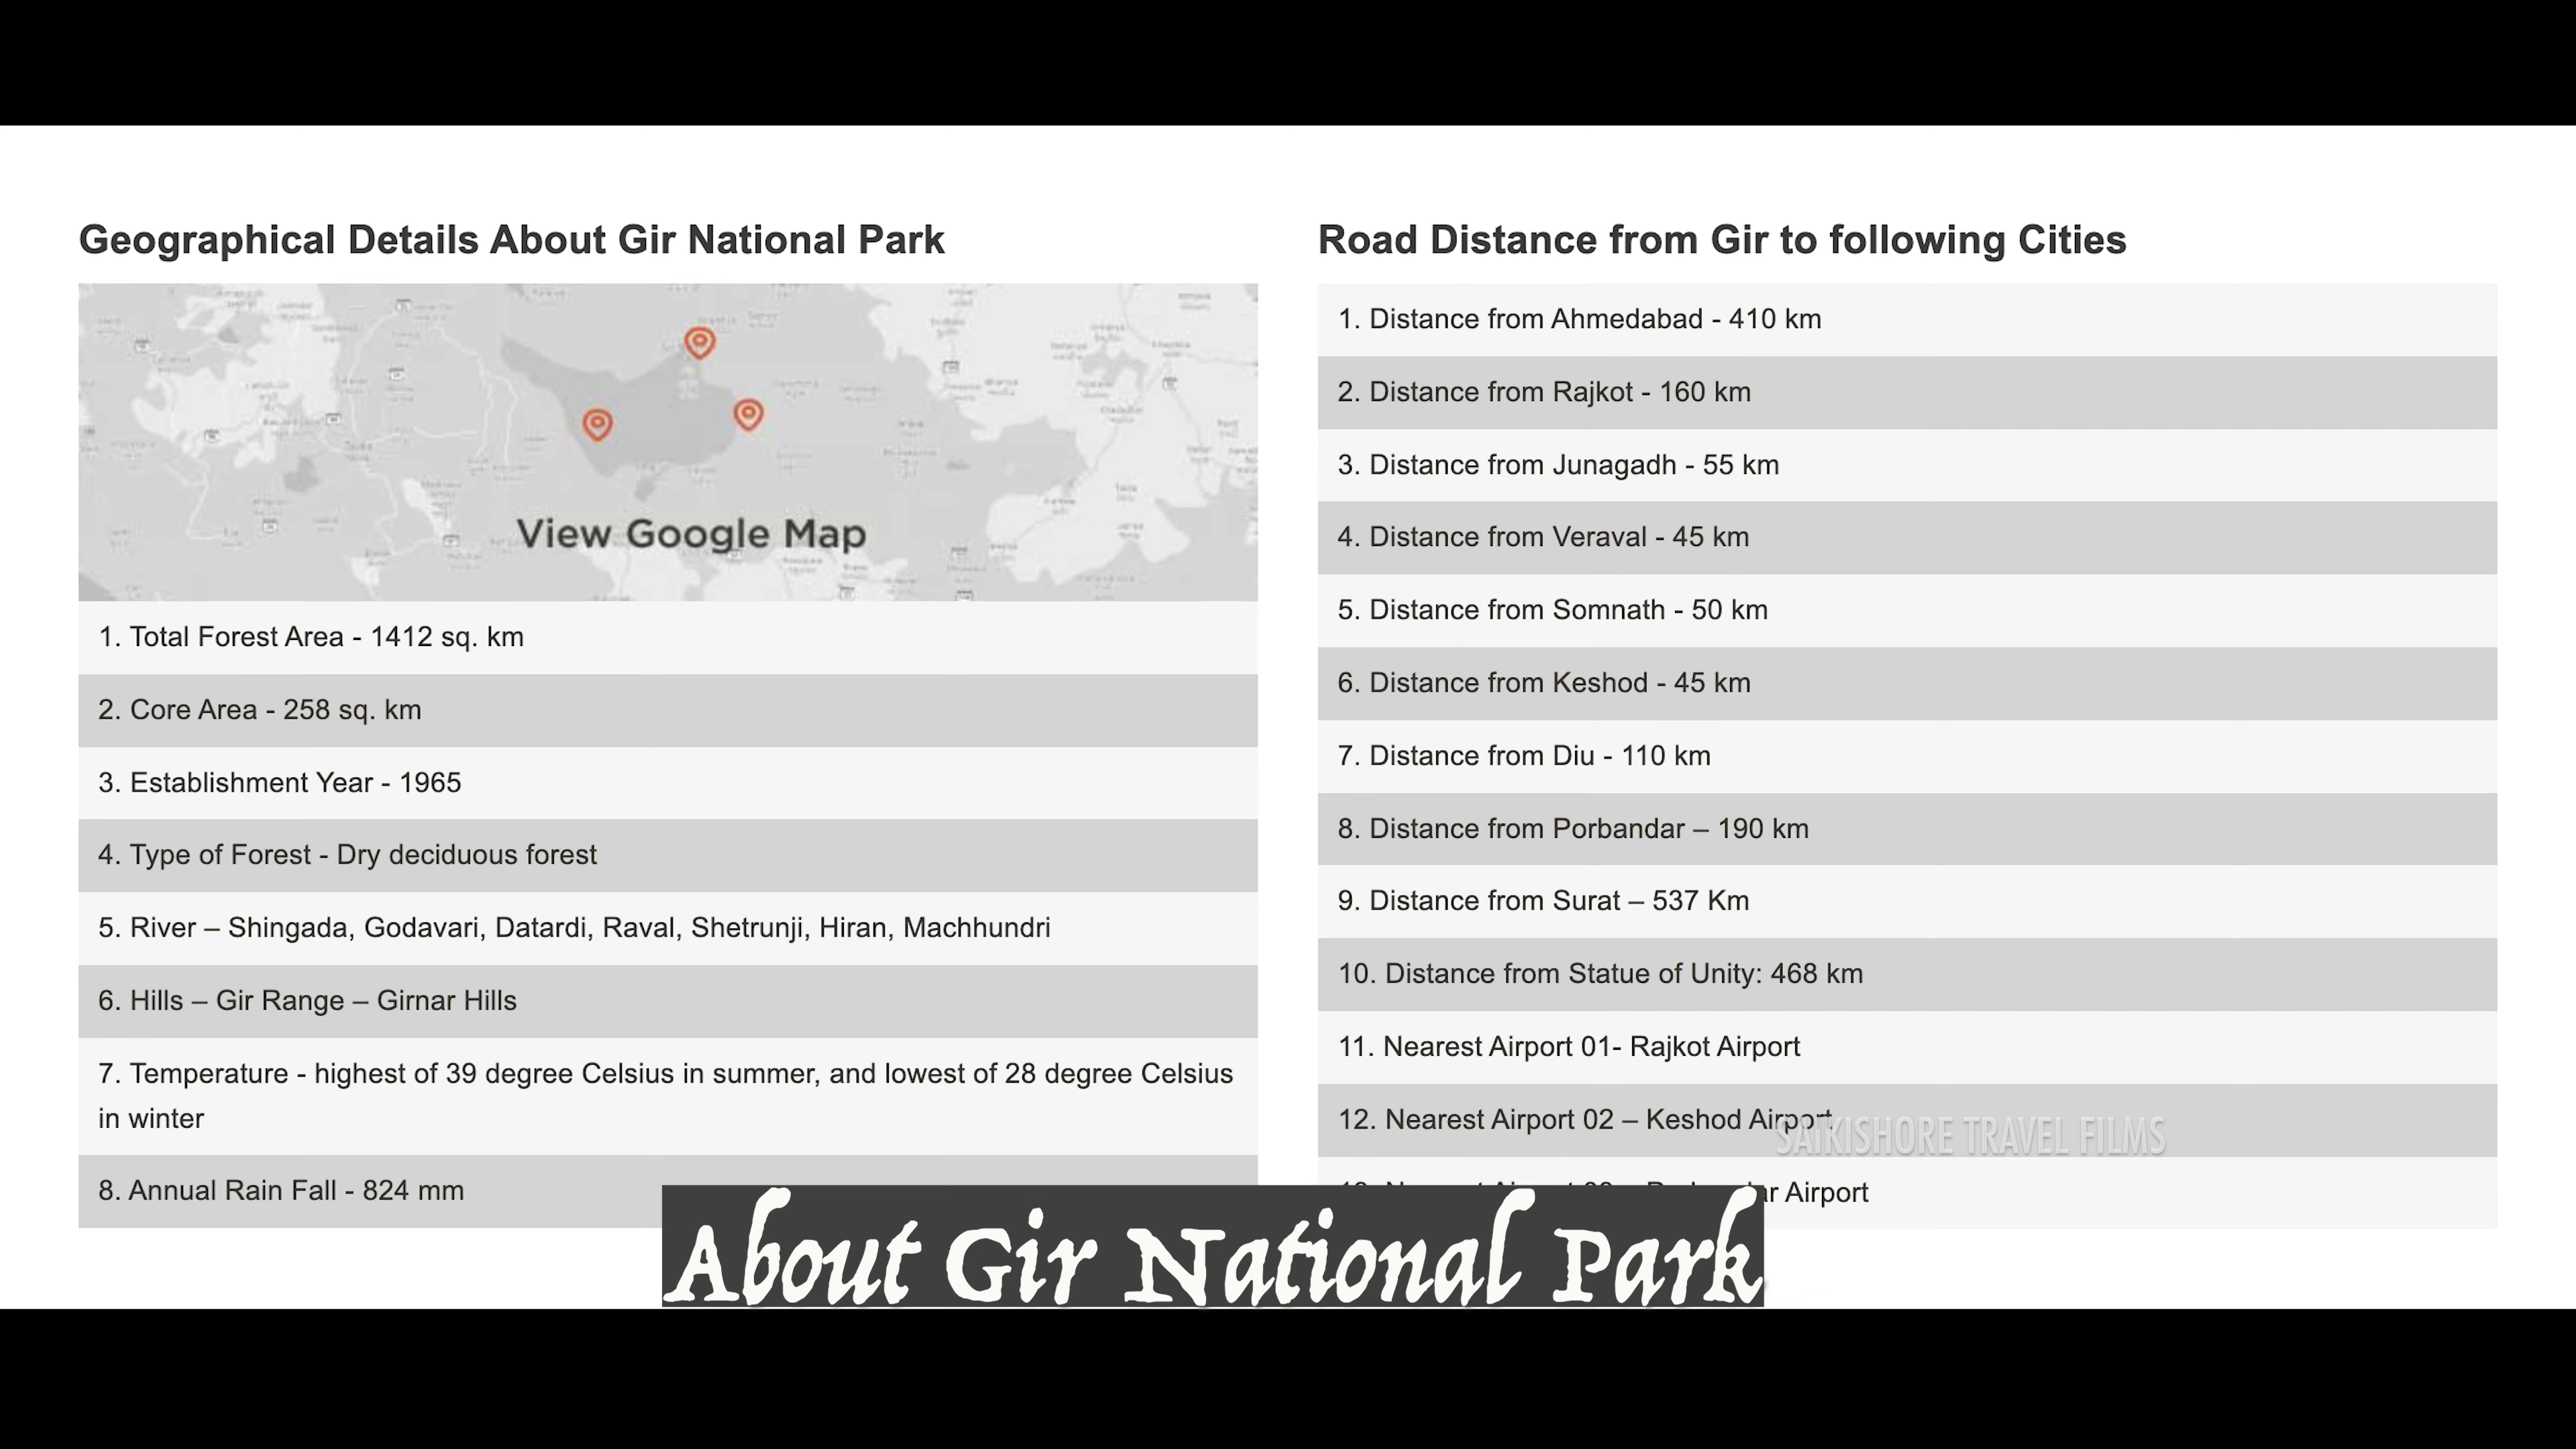 Geographical Details About Gir National Park
View Google Map
1. Total Forest Area - 1412 sq. km
2. Core Area - 258 sq. km
3. Establishment Year - 1965
4. Type of Forest - Dry deciduous forest
5. River – Shingada, Godavari, Datardi, Raval, Shetrunji, Hiran, Machhundri
6. Hills – Gir Range – Girnar Hills
7. Temperature - highest of 39 degree Celsius in summer, and lowest of 28 degree Celsius
in winter
8. Annual Rain Fall - 824 mm
Road Distance from Gir to following Cities
1. Distance from Ahmedabad - 410 km
2. Distance from Rajkot - 160 km
3. Distance from Junagadh - 55 km
4. Distance from Veraval - 45 km
5. Distance from Somnath - 50 km
6. Distance from Keshod - 45 km
7. Distance from Diu - 110 km
8. Distance from Porbandar – 190 km
9. Distance from Surat – 537 Km
10. Distance from Statue of Unity: 468 km
11. Nearest Airport 01- Rajkot Airport
12. Nearest Airport 02 – Keshod Airport
SAIKISHORE TRAVEL FILMS
Airport
About Gir National Park